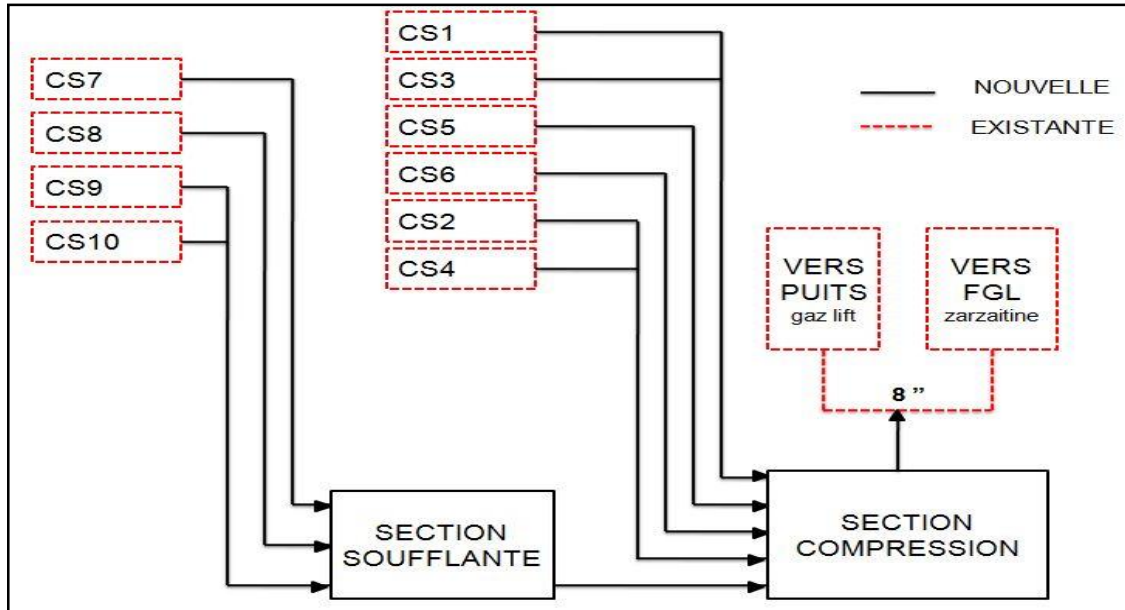 CS7
CS8
CS9
CS10
CS1
CS3
CS5
CS6
CS2
CS4
NOUVELLE
EXISTANTE
VERS
PUITS
gaz lift
VERS
FGL
zarzaitine
8 ”
SECTION
SOUFFLANTE
SECTION
COMPRESSION